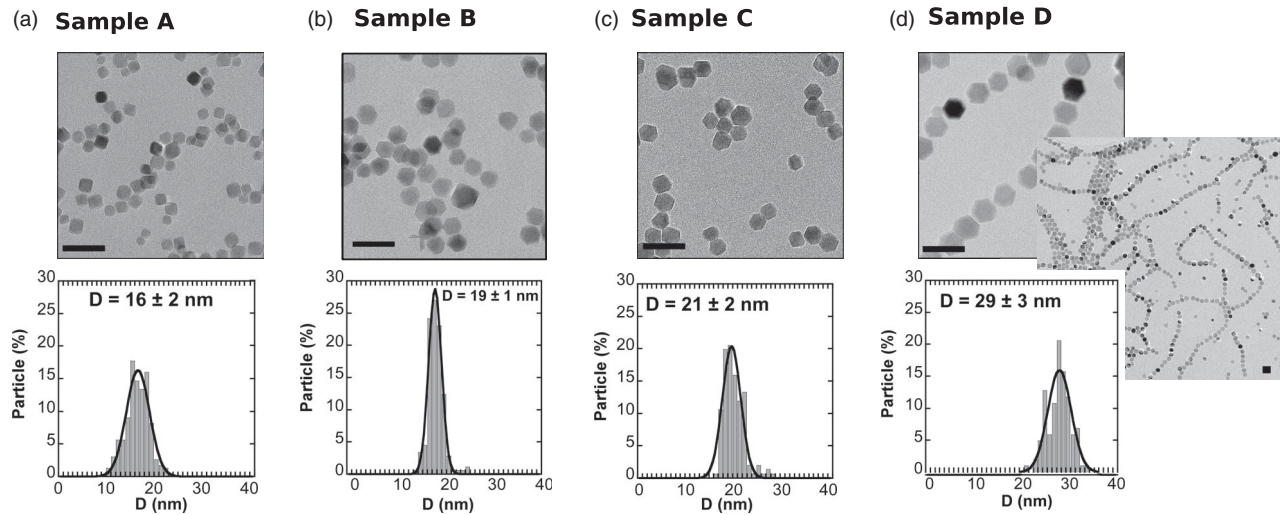 (a) Sample A
(b) Sample B
(c) Sample C
(d) Sample D
30
25
20
15
10
5
0
Particle (%)
D = 16 ± 2 nm
0 10 20 30 40
D (nm)
30
25
20
15
10
5
0
Particle (%)
D = 19 ± 1 nm
0 10 20 30 40
D (nm)
30
25
20
15
10
5
0
Particle (%)
D = 21 ± 2 nm
0 10 20 30 40
D (nm)
30
25
20
15
10
5
0
Particle (%)
D = 29 ± 3 nm
0 10 20 30 40
D (nm)